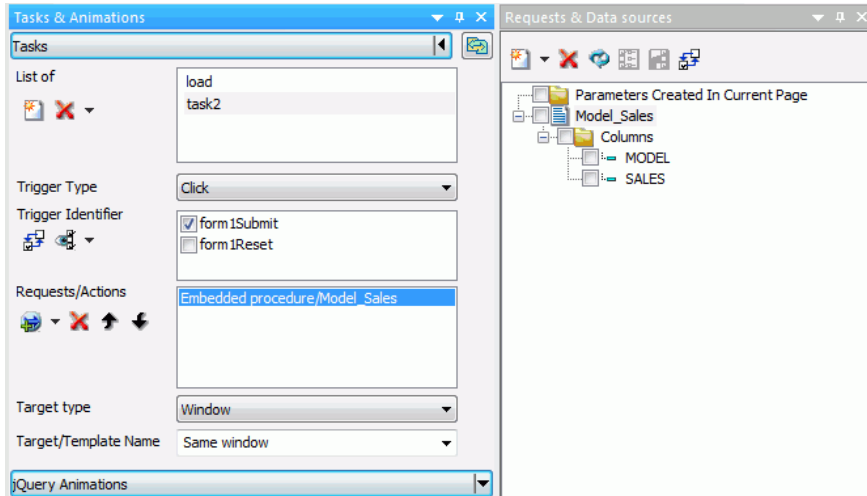 Tasks & Animations
Tasks
List of
load
task2
Trigger Type
Click
Trigger Identifier
form1Submit
form1Reset
Requests/Actions
Embedded procedure/Model_Sales
Target type
Window
Target/Template Name
Same window
jQuery Animations
Requests & Data sources
Parameters Created In Current Page
Model_Sales
Columns
MODEL
SALES